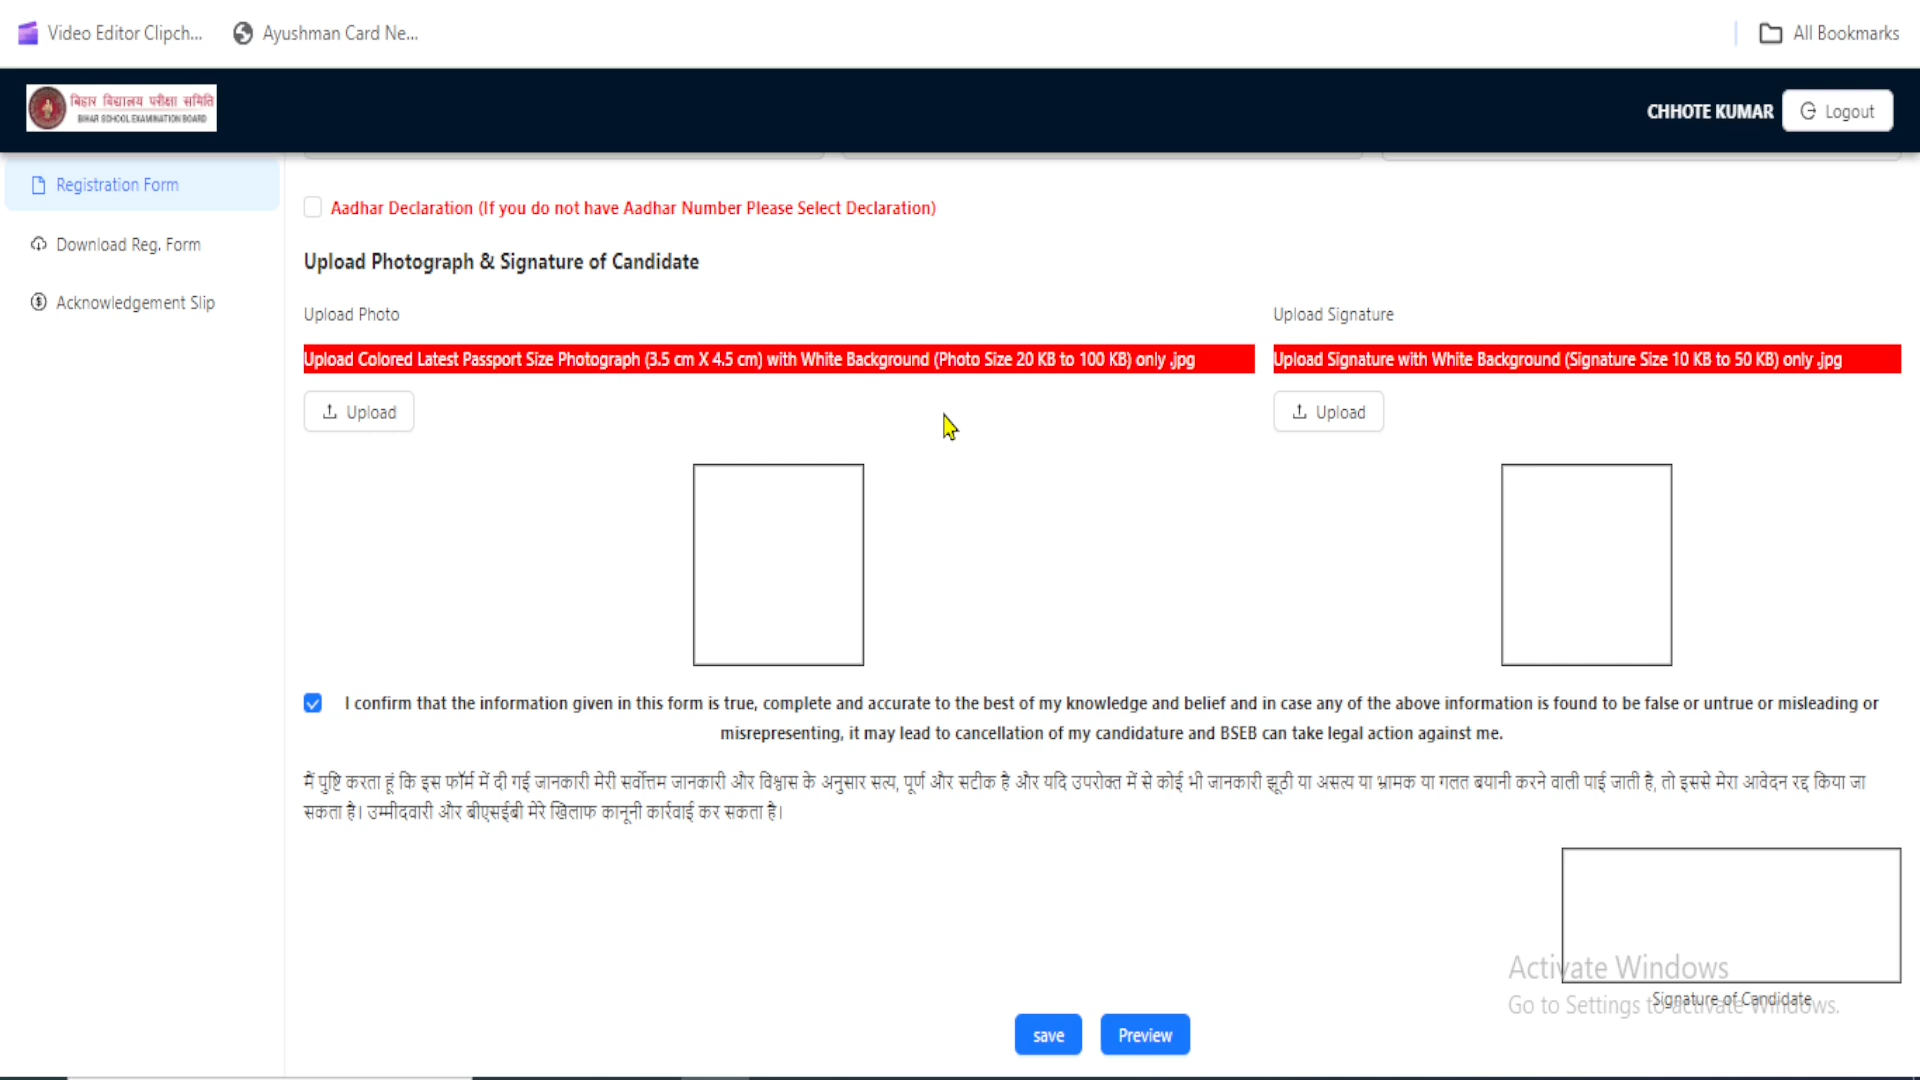 Video Editor Clipch...
Ayushman Card Ne...
All Bookmarks
बिहार विद्यालय परीक्षा समिति
BIHAR SCHOOL EXAMINATION BOARD
CHHOTE KUMAR
Logout
Registration Form
Download Reg. Form
Acknowledgement Slip
Aadhar Declaration (If you do not have Aadhar Number Please Select Declaration)
Upload Photograph & Signature of Candidate
Upload Photo
Upload Signature
Upload Colored Latest Passport Size Photograph (3.5 cm X 4.5 cm) with White Background (Photo Size 20 KB to 100 KB) only .jpg
Upload Signature with White Background (Signature Size 10 KB to 50 KB) only .jpg
Upload
Upload
I confirm that the information given in this form is true, complete and accurate to the best of my knowledge and belief and in case any of the above information is found to be false or untrue or misleading or
misrepresenting, it may lead to cancellation of my candidature and BSEB can take legal action against me.
मैं पुष्टि करता हूं कि इस फॉर्म में दी गई जानकारी मेरी सर्वोत्तम जानकारी और विश्वास के अनुसार सत्य, पूर्ण और सटीक है और यदि उपरोक्त में से कोई भी जानकारी झूठी या असत्य या भ्रामक या गलत बयानी करने वाली पाई जाती है, तो इससे मेरा आवेदन रद्द किया जा
सकता है। उम्मीदवारी और बीएसईबी मेरे खिलाफ कानूनी कार्रवाई कर सकता है।
Activate Windows
Signature of Candidate
Go to Settings to activate Windows.
save
Preview